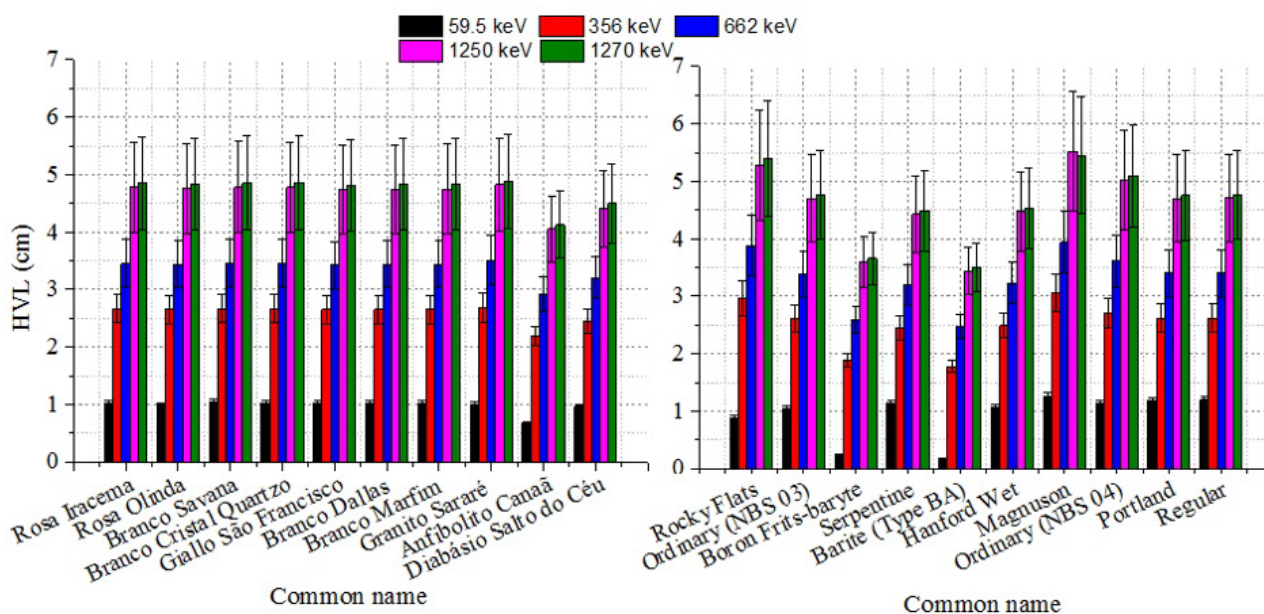 59.5 keV 356 keV 662 keV
1250 keV 1270 keV
HVL (cm)
7
6
5
4
3
2
1
0
Rosa Iracema
Rosa Olinda
Branco Savana
Branco Cristal Quartzo
Giallo São Francisco
Branco Dallas
Branco Marfim
Granito Sararé
Anfibolito Canaã
Diabásio Salto do Céu
Common name
7
6
5
4
3
2
1
0
Rocky Flats
Ordinary (NBS 03)
Boron Frits-baryte
Serpentine
Barite (Type BA)
Hanford Wet
Magnuson
Ordinary (NBS 04)
Portland
Regular
Common name